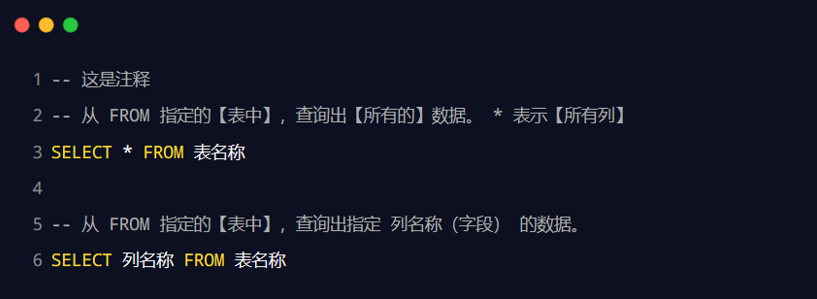 1 -- 这是注释
2 -- 从 FROM 指定的【表中】，查询出【所有的】数据。 * 表示【所有列】
3 SELECT * FROM 表名称
4
5 -- 从 FROM 指定的【表中】，查询出指定 列名称（字段） 的数据。
6 SELECT 列名称 FROM 表名称